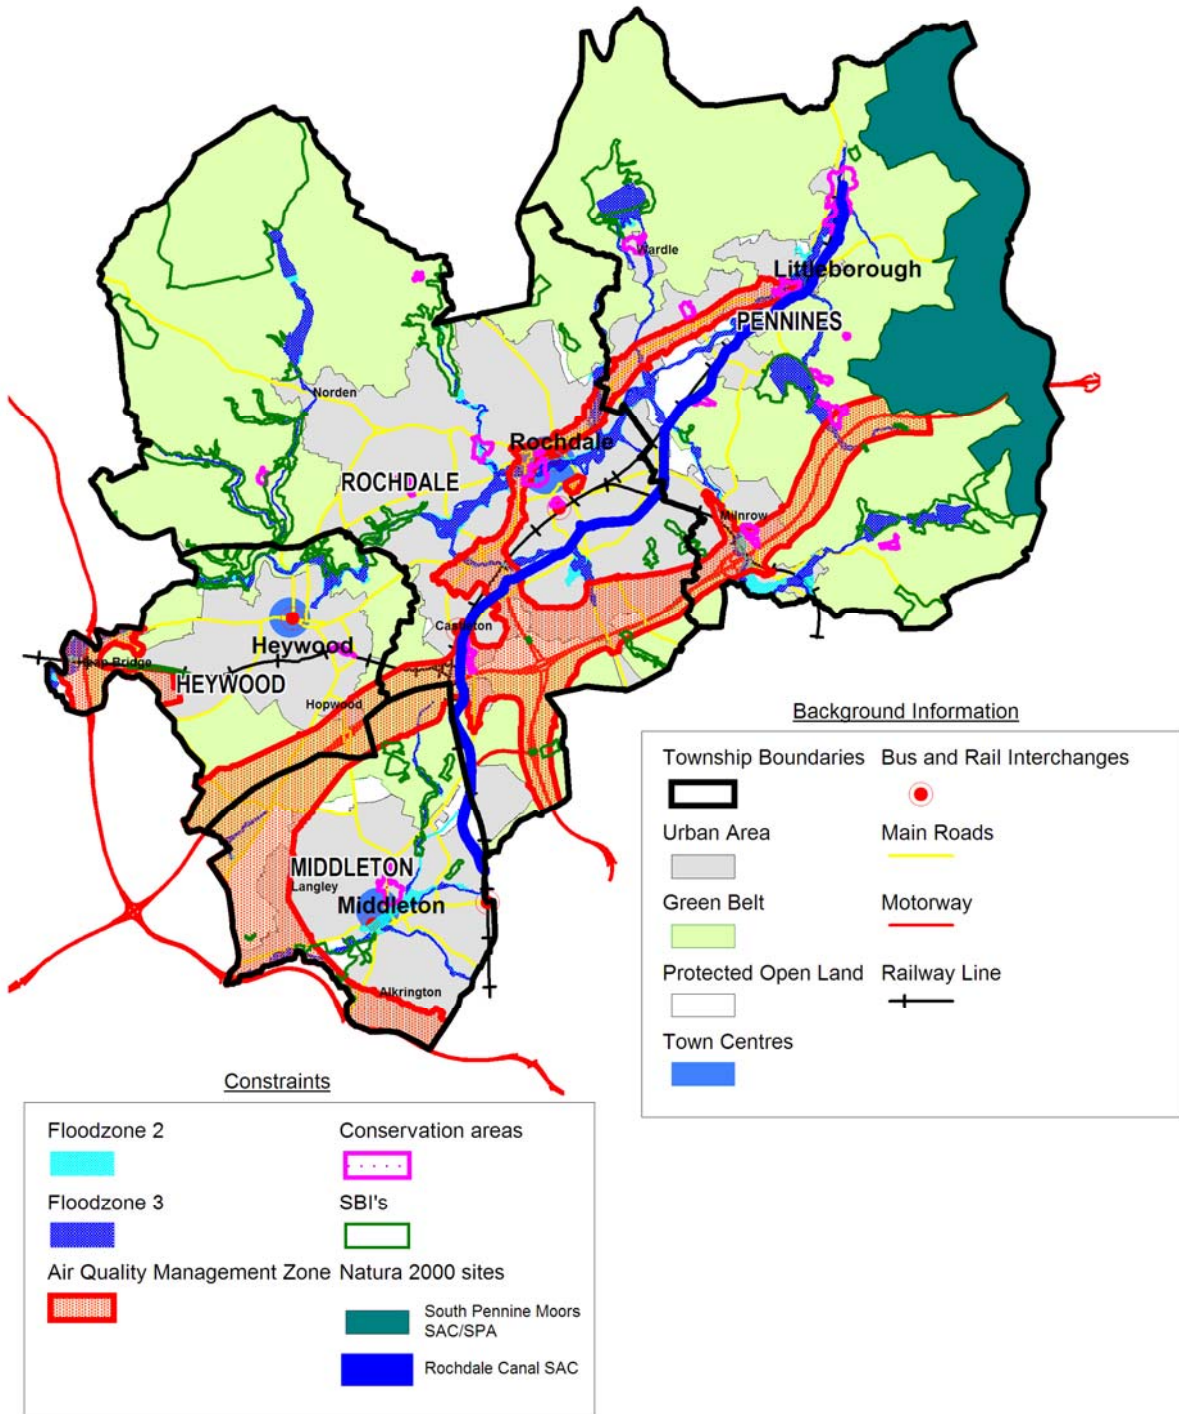 Wardle
Littleborough
PENNINES
Norden
Rochdale
ROCHDALE
Milnrow
Castleton
Heywood
Heap Bridge
HEYWOOD
Hopwood
MIDDLETON
Langley
Middleton
Alkrington
Background Information
Township Boundaries
Bus and Rail Interchanges
Urban Area
Main Roads
Green Belt
Motorway
Protected Open Land
Railway Line
Town Centres
Constraints
Floodzone 2
Conservation areas
Floodzone 3
SBI's
Air Quality Management Zone
Natura 2000 sites
South Pennine Moors
SAC/SPA
Rochdale Canal SAC